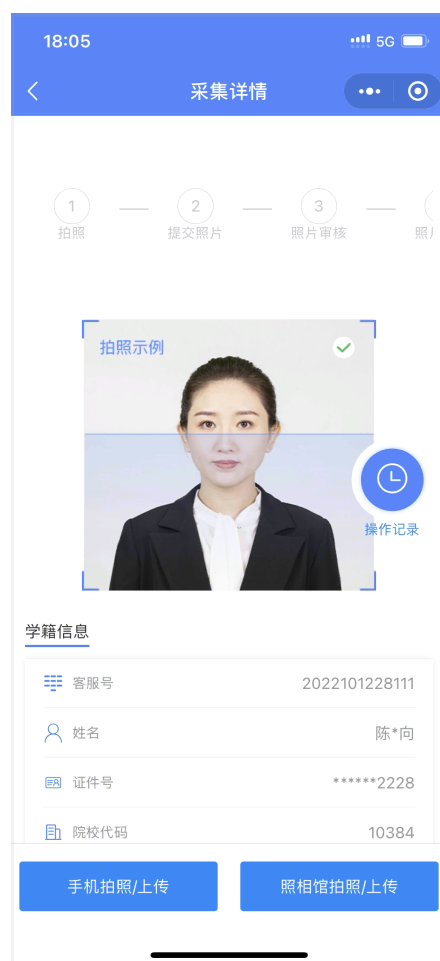 18:05
5G
采集详情
1
2
3
拍照
提交照片
照片审核
照片
拍照示例
操作记录
学籍信息
客服号 2022101228111
姓名 陈*向
证件号 ******2228
院校代码 10384
手机拍照/上传
照相馆拍照/上传